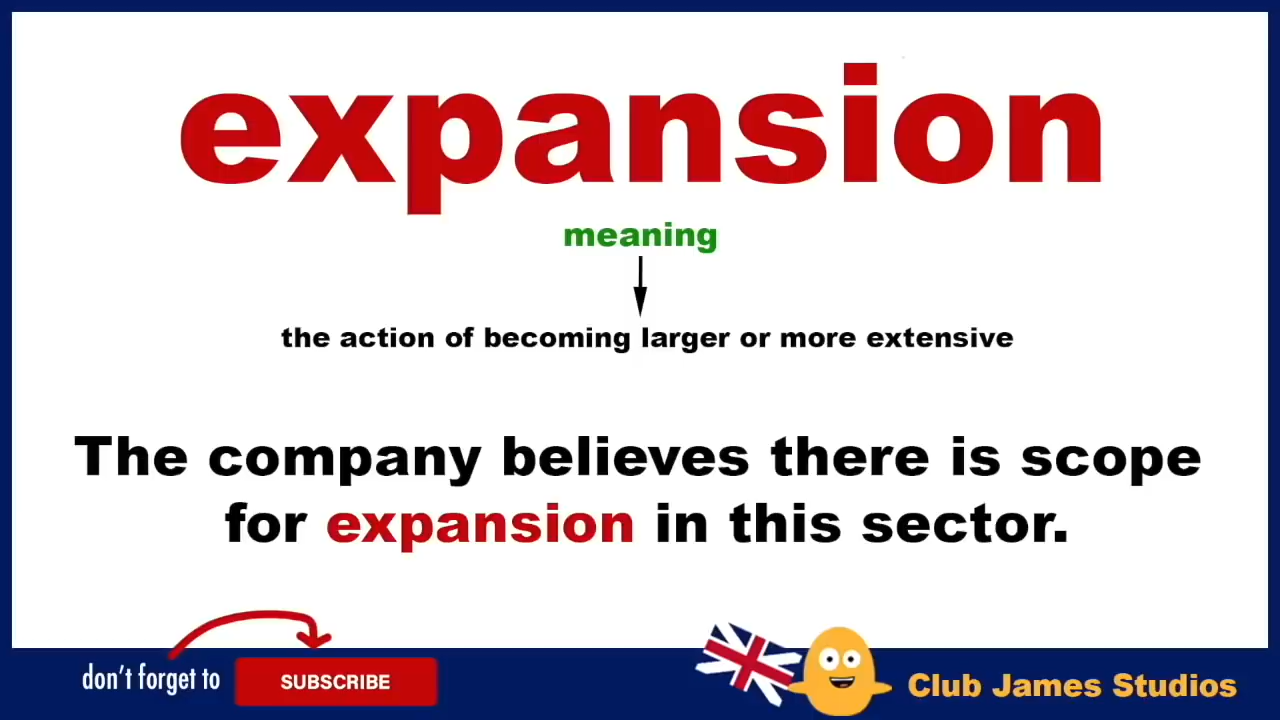 expansion
meaning
the action of becoming larger or more extensive
The company believes there is scope
for expansion in this sector.
don't forget to
SUBSCRIBE
Club James Studios